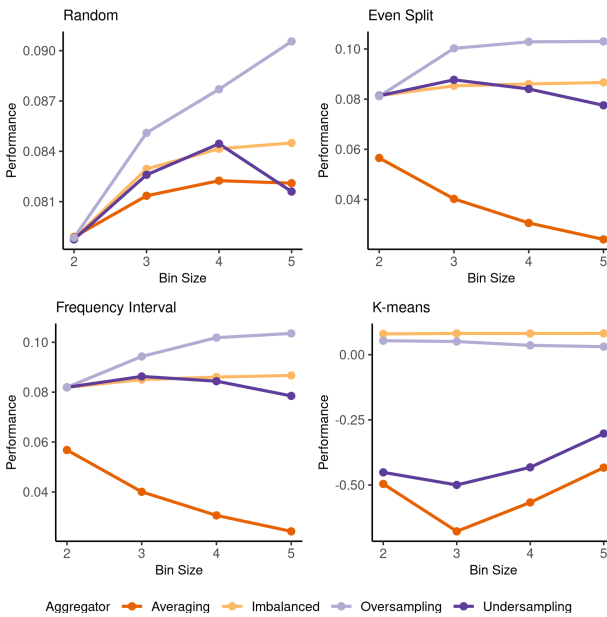 Random
0.090
0.087
0.084
0.081
Performance
2 3 4 5
Bin Size
Even Split
0.10
0.08
0.06
0.04
Performance
2 3 4 5
Bin Size
Frequency Interval
0.10
0.08
0.06
0.04
Performance
2 3 4 5
Bin Size
K-means
0.00
-0.25
-0.50
Performance
2 3 4 5
Bin Size
Aggregator Averaging Imbalanced Oversampling Undersampling